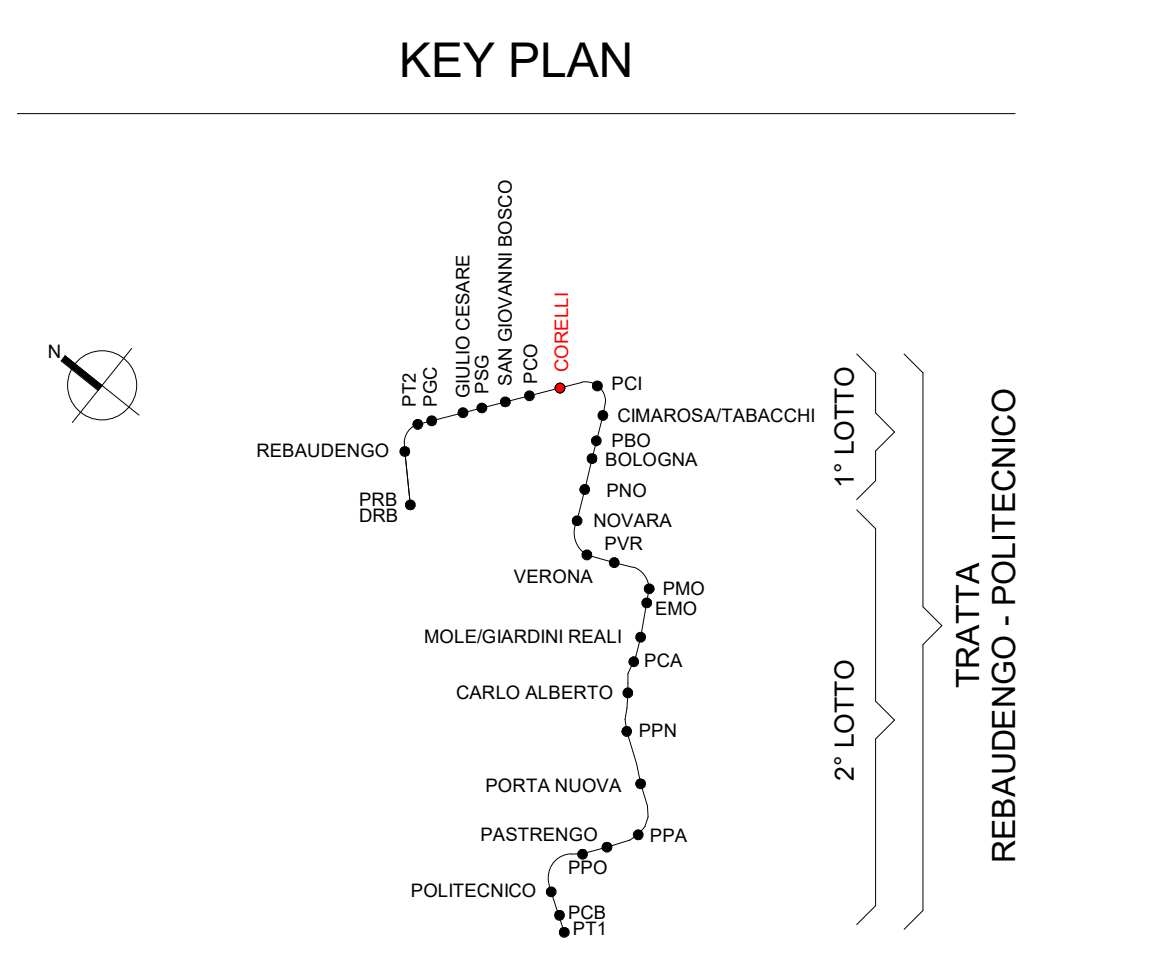 KEY PLAN
N
PT2
PGC
GIULIO CESARE
PSG
SAN GIOVANNI BOSCO
PCO
CORELLI
REBAUDENGO
PRB
DRB
PCI
CIMAROSA/TABACCHI
PBO
BOLOGNA
PNO
NOVARA
PVR
VERONA
PMO
EMO
MOLE/GIARDINI REALI
PCA
CARLO ALBERTO
PPN
PORTA NUOVA
PPA
PASTRENGO
PPO
POLITECNICO
PCB
PT1
1° LOTTO
2° LOTTO
TRATTA
REBAUDENGO - POLITECNICO